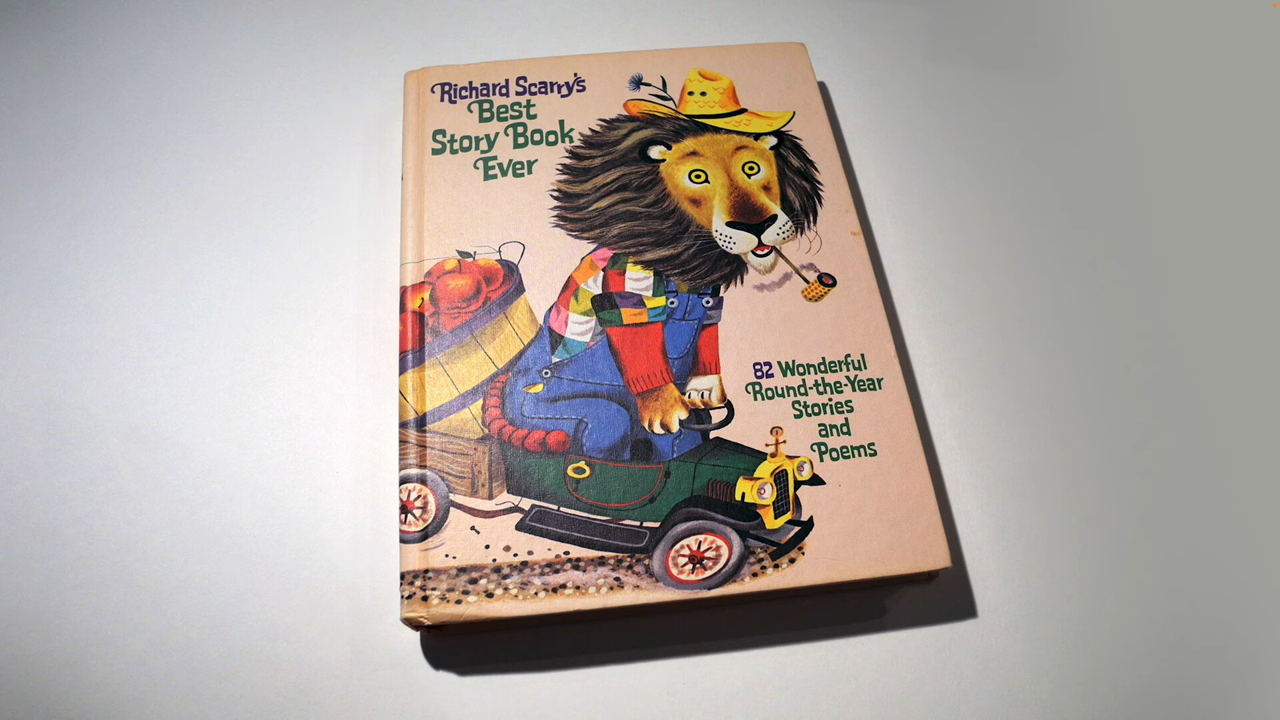 Richard Scarry's
Best
Story Book
Ever
82 Wonderful
Round-the-Year
Stories
and
Poems